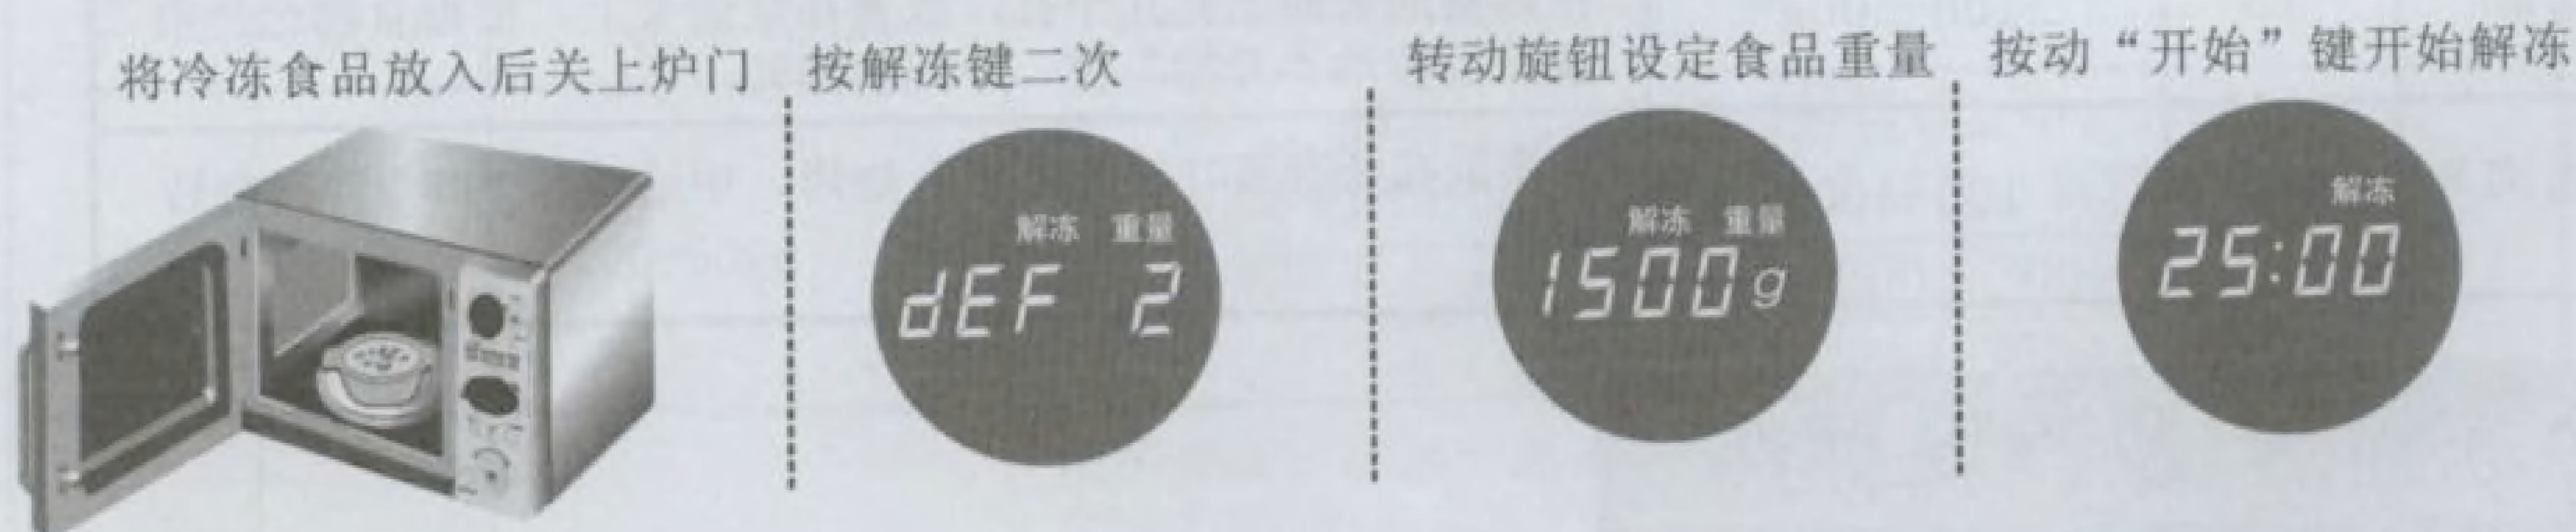 将冷冻食品放入后关上炉门
按解冻键二次
解冻 重量
dEF 2
转动旋钮设定食品重量
解冻 重量
1500g
按动“开始”键开始解冻
解冻
25:00